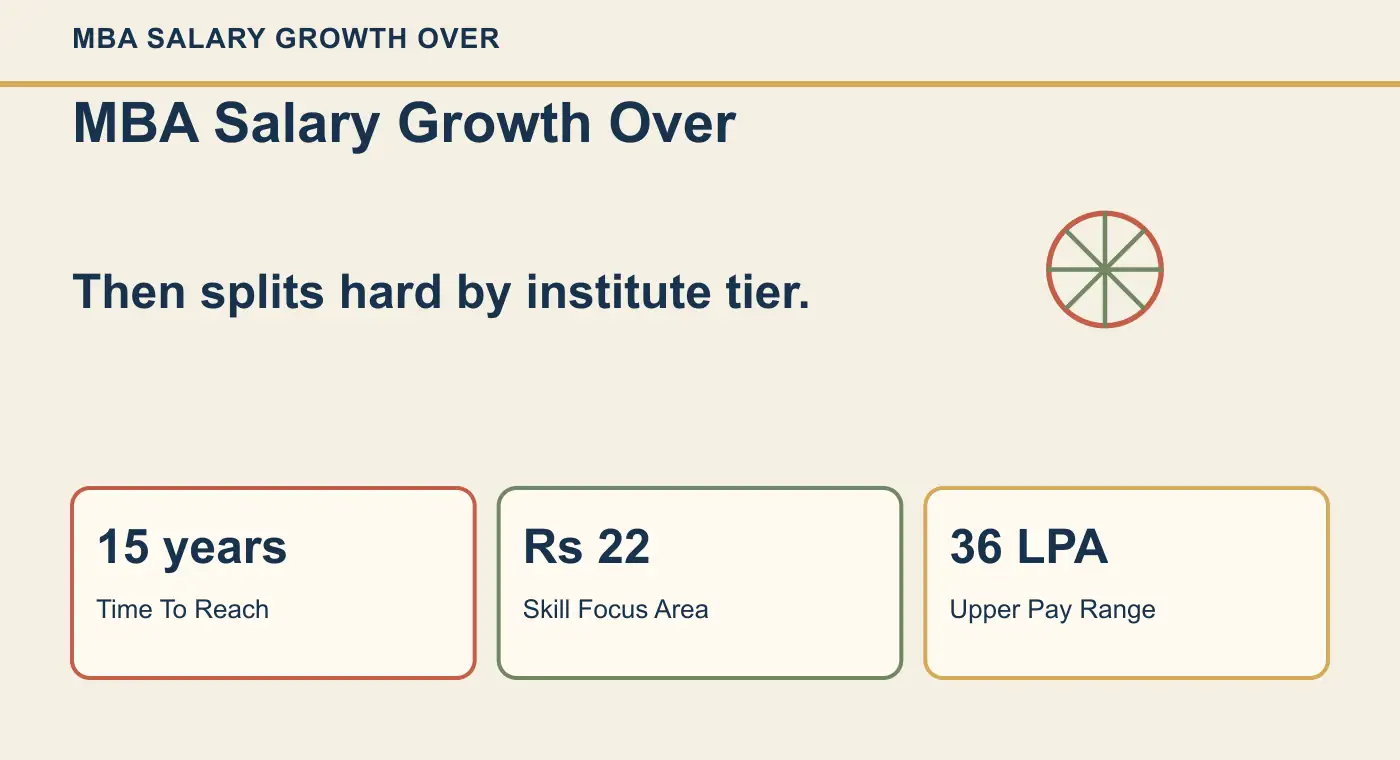 MBA SALARY GROWTH OVER
MBA Salary Growth Over
Then splits hard by institute tier.
15 years
Time To Reach
Rs 22
Skill Focus Area
36 LPA
Upper Pay Range